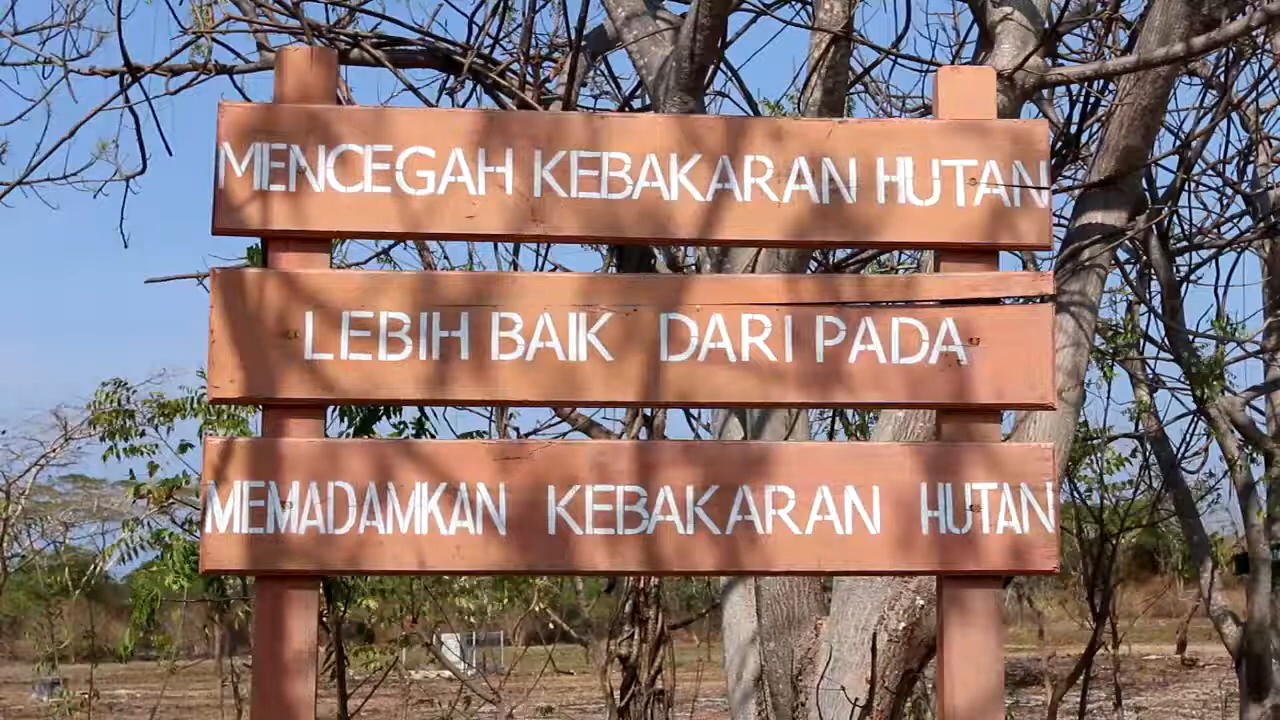 MENCEGAH KEBAKARAN HUTAN
LEBIH BAIK DARI PADA
MEMADAMKAN KEBAKARAN HUTAN